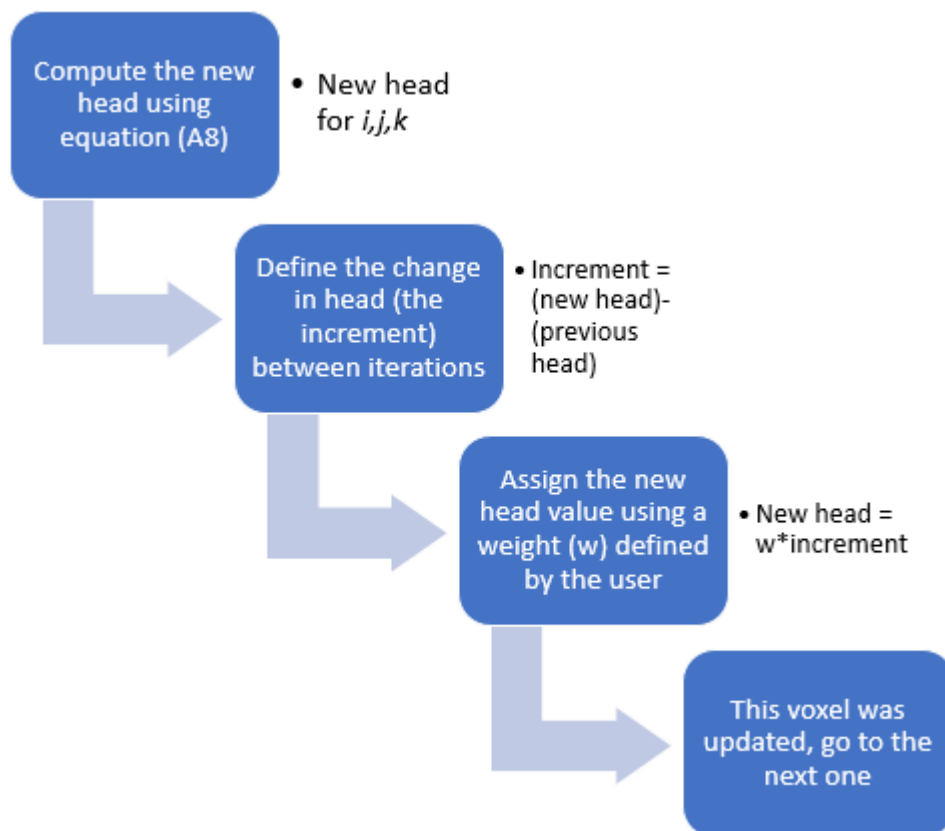 Compute the new
head using
equation (A8)
• New head
for i,j,k
Define the change
in head (the
increment)
between iterations
• Increment =
(new head)-
(previous
head)
Assign the new
head value using a
weight (w) defined
by the user
• New head =
w*increment
This voxel was
updated, go to the
next one